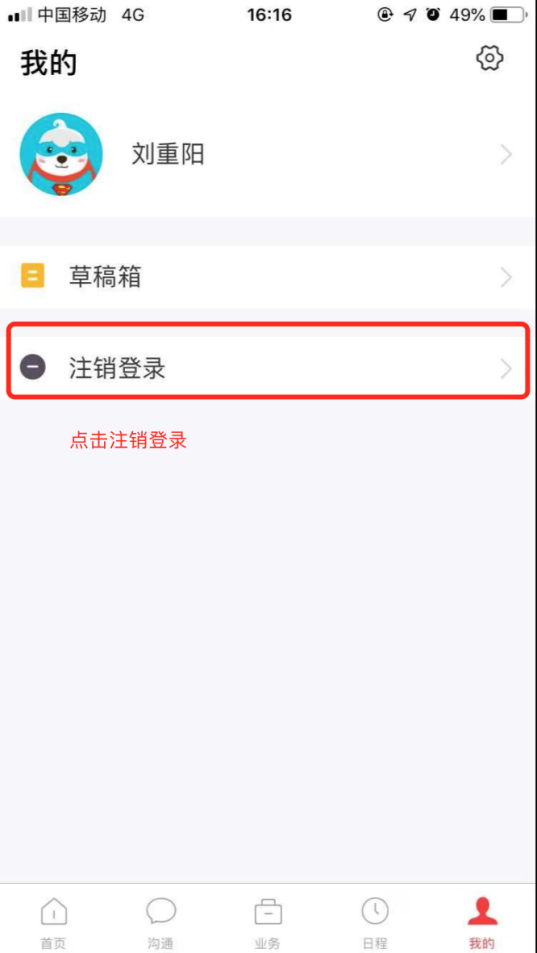 中国移动 4G 16:16 49%
我的
刘重阳
草稿箱
注销登录
点击注销登录
首页 沟通 业务 日程 我的